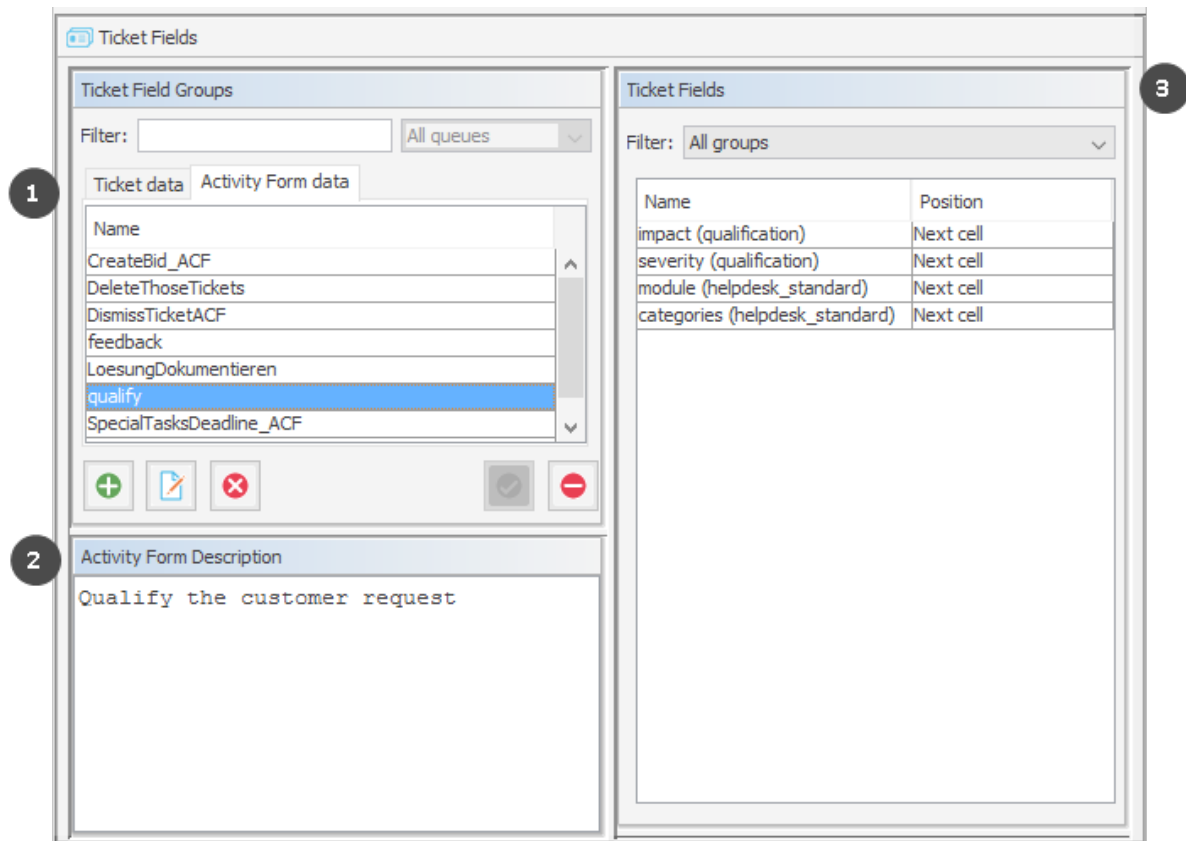 Ticket Fields
Ticket Field Groups
Filter:
All queues
1
Ticket data
Activity Form data
Name
CreateBid_ACF
DeleteThoseTickets
DismissTicketACF
feedback
LoesungDokumentieren
qualify
SpecialTasksDeadline_ACF
2
Activity Form Description
Qualify the customer request
Ticket Fields
3
Filter: All groups
Name Position
impact (qualification) Next cell
severity (qualification) Next cell
module (helpdesk_standard) Next cell
categories (helpdesk_standard) Next cell